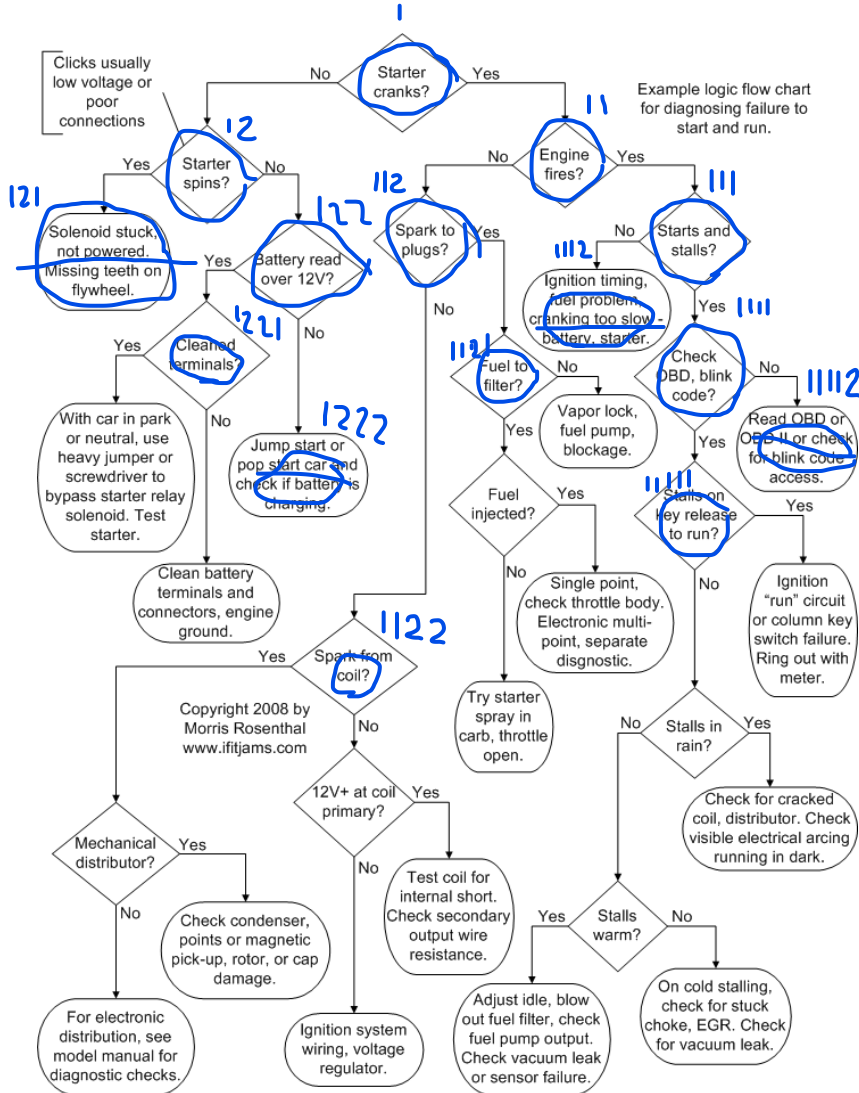 1
Clicks usually
low voltage or
poor
connections
No
Starter
cranks?
Yes
Example logic flow chart
for diagnosing failure to
start and run.
12
11
Yes
Starter
spins?
No
No
Engine
fires?
Yes
121
Solenoid stuck,
not powered.
Missing teeth on
flywheel.
122
Yes
Battery read
over 12V?
No
112
Spark to
plugs?
Yes
No
111
No
Starts and
stalls?
Yes
1112
Ignition timing,
fuel problem,
cranking too slow -
battery, starter.
1221
Yes
Cleaned
terminals?
No
1121
Fuel to
filter?
No
Yes
1111
Check
OBD, blink
code?
No
Yes
11112
Read OBD or
OBD II or check
for blink code
access.
With car in park
or neutral, use
heavy jumper or
screwdriver to
bypass starter relay
solenoid. Test
starter.
1222
Jump start or
pop start car and
check if battery is
charging.
Vapor lock,
fuel pump,
blockage.
11111
Stalls on
key release
to run?
Yes
No
Fuel
injected?
Yes
No
Clean battery
terminals and
connectors, engine
ground.
Single point,
check throttle body.
Electronic multi-
point, separate
diagnostic.
Ignition
“run” circuit
or column key
switch failure.
Ring out with
meter.
1122
Yes
Spark from
coil?
No
Copyright 2008 by
Morris Rosenthal
www.ifitjams.com
Try starter
spray in
carb, throttle
open.
No
Stalls in
rain?
Yes
12V+ at coil
primary?
Yes
No
Check for cracked
coil, distributor. Check
visible electrical arcing
running in dark.
Mechanical
distributor?
Yes
No
Test coil for
internal short.
Check secondary
output wire
resistance.
Check condenser,
points or magnetic
pick-up, rotor, or cap
damage.
Yes
Stalls
warm?
No
For electronic
distribution, see
model manual for
diagnostic checks.
Ignition system
wiring, voltage
regulator.
Adjust idle, blow
out fuel filter, check
fuel pump output.
Check vacuum leak
or sensor failure.
On cold stalling,
check for stuck
choke, EGR. Check
for vacuum leak.